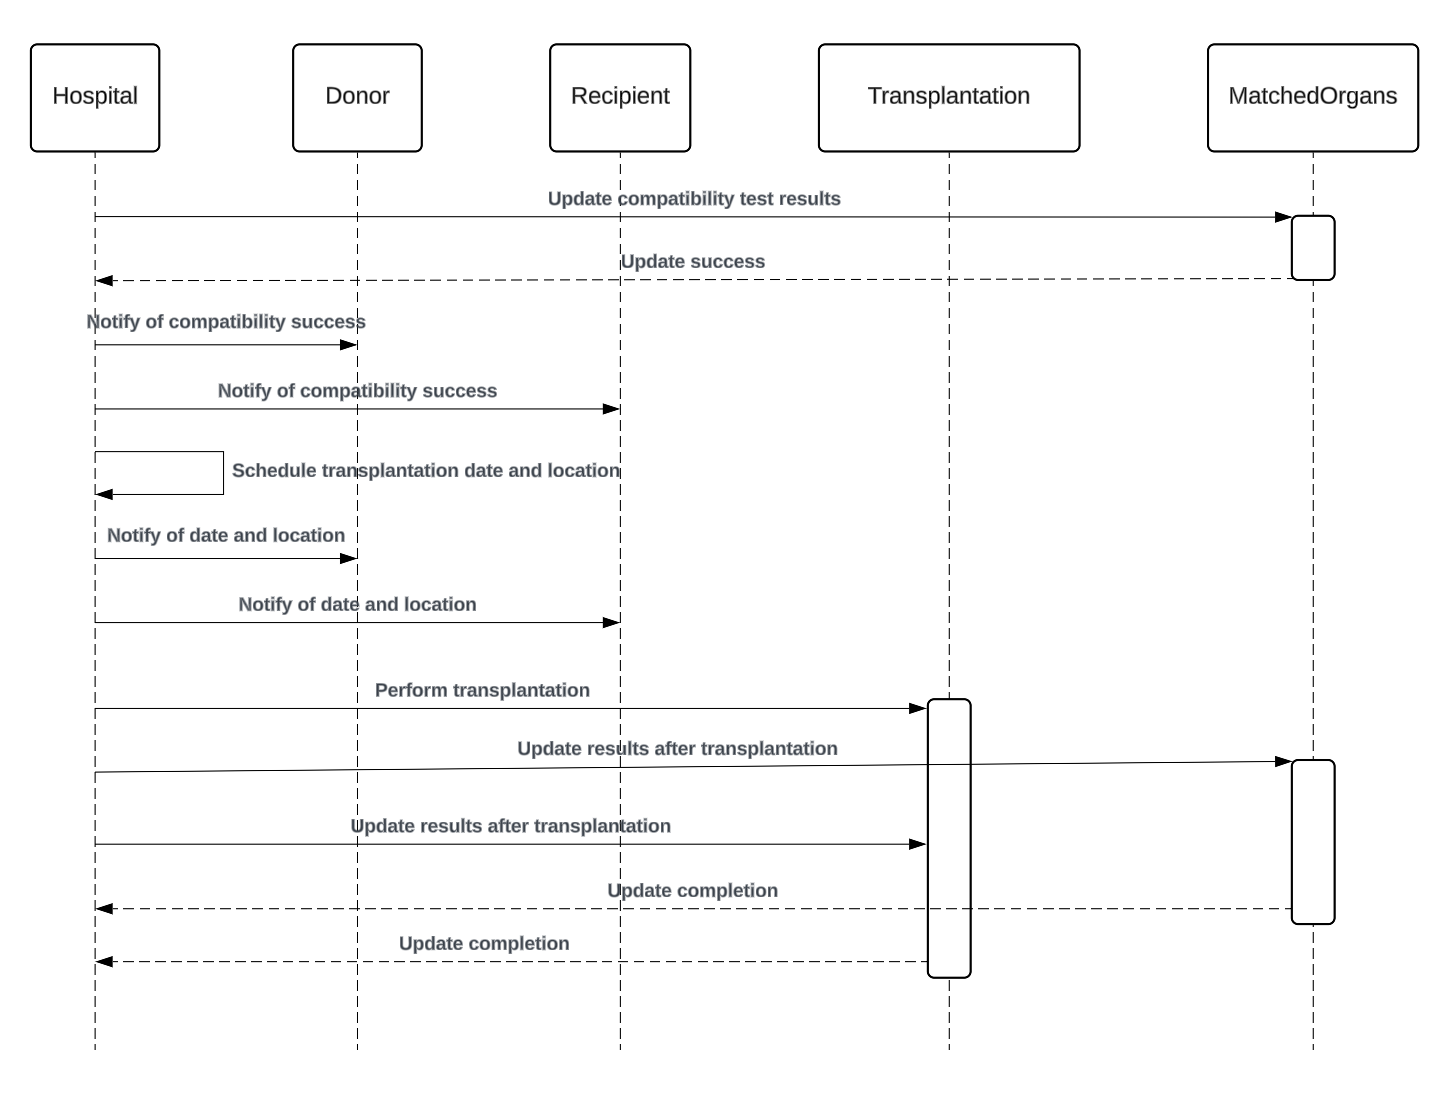 Hospital
Donor
Recipient
Transplantation
MatchedOrgans
Update compatibility test results
Update success
Notify of compatibility success
Notify of compatibility success
Schedule transplantation date and location
Notify of date and location
Notify of date and location
Perform transplantation
Update results after transplantation
Update results after transplantation
Update completion
Update completion